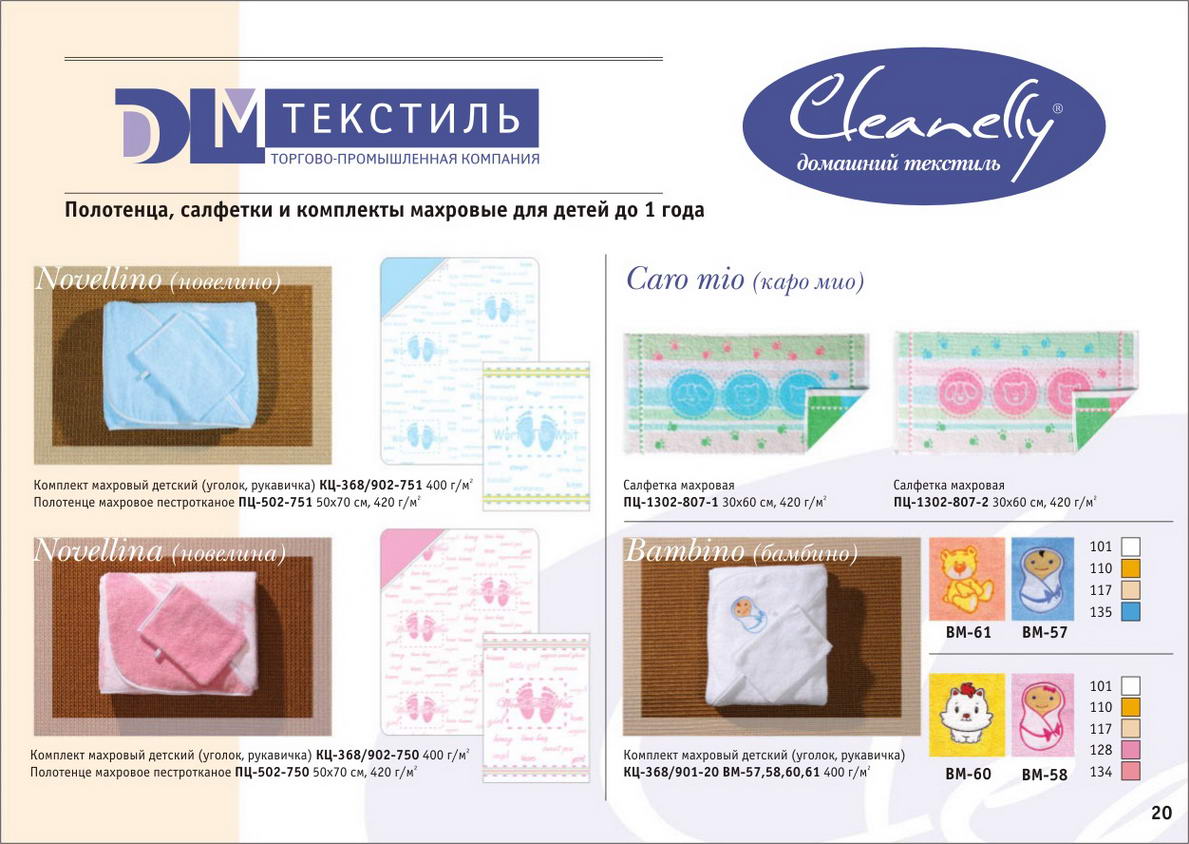 DLM ТЕКСТИЛЬ
ТОРГОВО-ПРОМЫШЛЕННАЯ КОМПАНИЯ
Cleanelly®
домашний текстиль
Полотенца, салфетки и комплекты махровые для детей до 1 года
Novellino (новелино)
Комплект махровый детский (уголок, рукавичка) КЦ-368/902-751 400 г/м²
Полотенце махровое пестротканое ПЦ-502-751 50х70 см, 420 г/м²
Novellina (новелина)
Комплект махровый детский (уголок, рукавичка) КЦ-368/902-750 400 г/м²
Полотенце махровое пестротканое ПЦ-502-750 50х70 см, 420 г/м²
Caro mio (каро мио)
Салфетка махровая
ПЦ-1302-807-1 30х60 см, 420 г/м²
Салфетка махровая
ПЦ-1302-807-2 30х60 см, 420 г/м²
Bambino (бамбино)
Комплект махровый детский (уголок, рукавичка)
КЦ-368/901-20 ВМ-57,58,60,61 400 г/м²
ВМ-61 ВМ-57
101
110
117
135
ВМ-60 ВМ-58
101
110
117
128
134
20